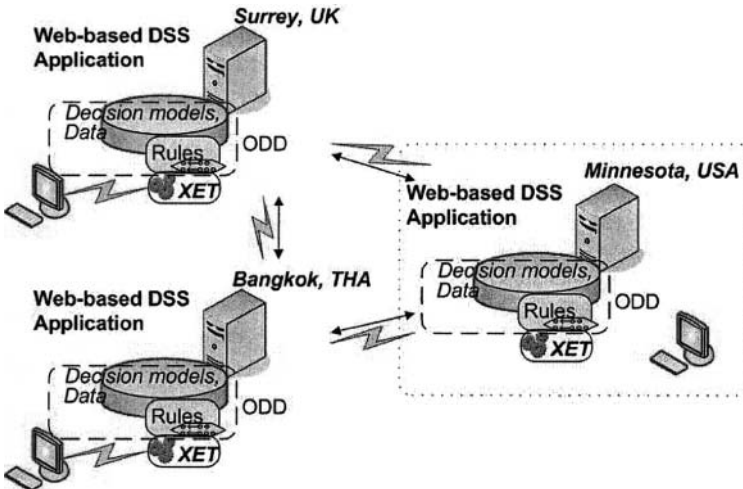 Surrey, UK
Web-based DSS
Application
Decision models,
Data
ODD
Rules
XET
Minnesota, USA
Web-based DSS
Application
Decision models,
Data
ODD
Rules
XET
Bangkok, THA
Web-based DSS
Application
Decision models,
Data
ODD
Rules
XET